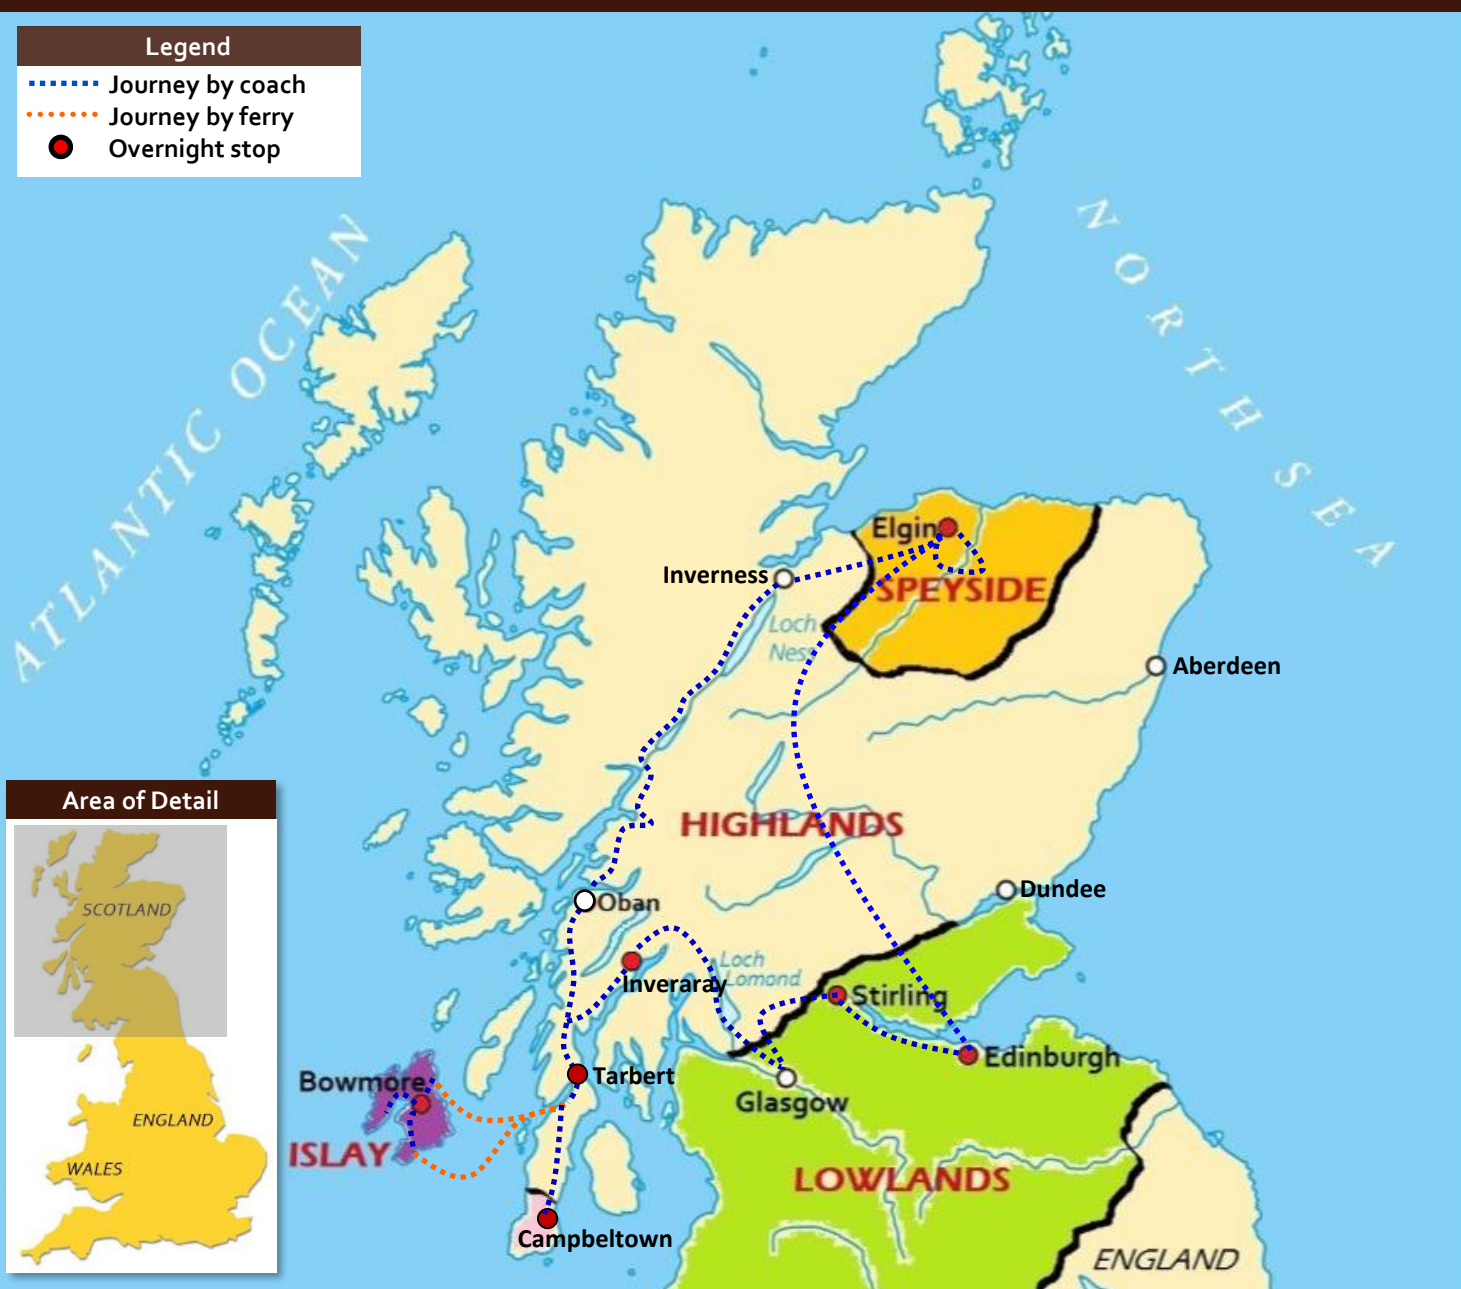 Legend
Journey by coach
Journey by ferry
Overnight stop
ATLANTIC OCEAN
NORTH SEA
Elgin
SPEYSIDE
Inverness
Loch
Ness
Aberdeen
HIGHLANDS
Dundee
Oban
Loch
Lomond
Inveraray
Stirling
Edinburgh
Tarbert
Bowmore
Glasgow
ISLAY
LOWLANDS
Campbeltown
ENGLAND
Area of Detail
SCOTLAND
ENGLAND
WALES